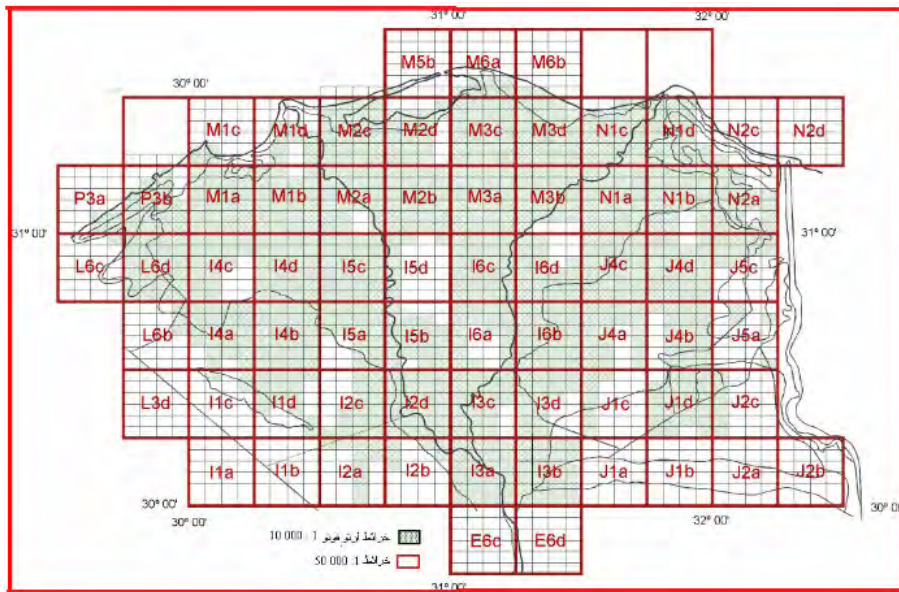 31° 00' 32° 00'
M5b M6a M6b
30° 00'
M1c M1d M2c M2d M3c M3d N1c N1d N2c N2d
P3a P3b M1a M1b M2a M2b M3a M3b N1a N1b N2a
31° 00' 31° 00'
L6c L6d I4c I4d I5c I5d I6c I6d J4c J4d J5c
L6b I4a I4b I5a I5b I6a I6b J4a J4b J5a
L3d I1c I1d I2c I2d I3c I3d J1c J1d J2c
I1a I1b I2a I2b I3a I3b J1a J1b J2a J2b
30° 00' 30° 00'
30° 00' 32° 00'
خرائط أورتوفوتو 1 : 000 10
E6c E6d
خرائط 1: 000 50
31° 00'